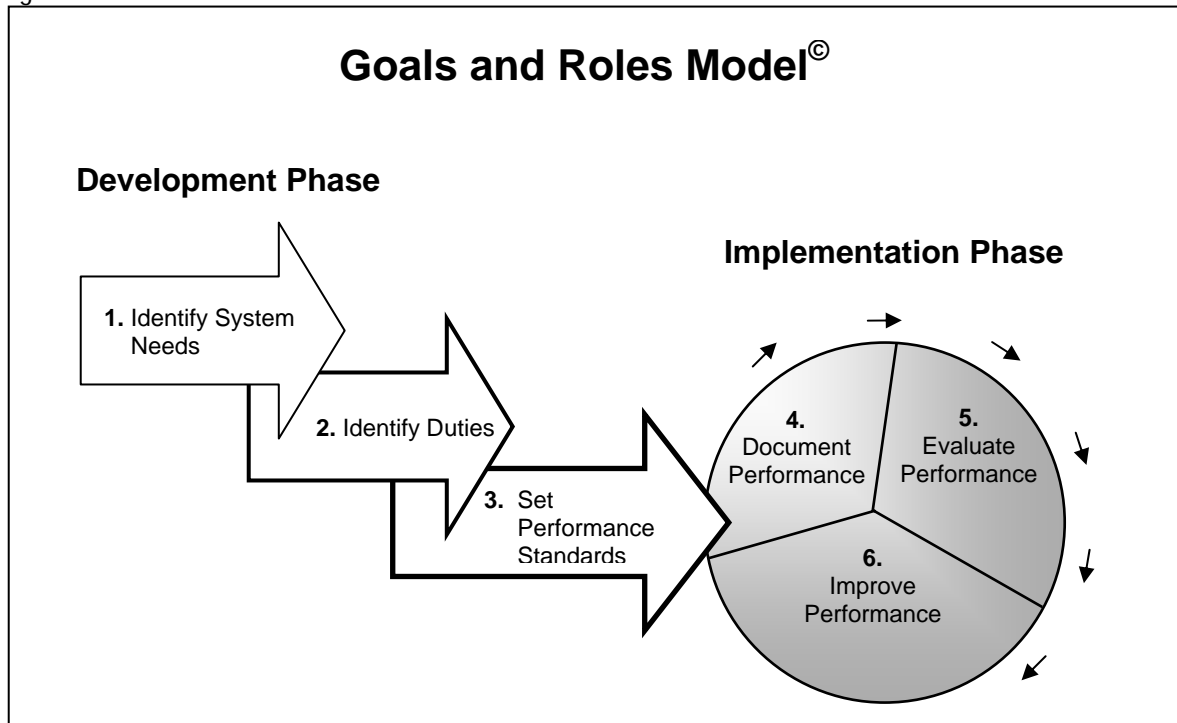 Goals and Roles Model©
Development Phase
1. Identify System
Needs
2. Identify Duties
3. Set
Performance
Standards
Implementation Phase
4.
Document
Performance
5.
Evaluate
Performance
6.
Improve
Performance